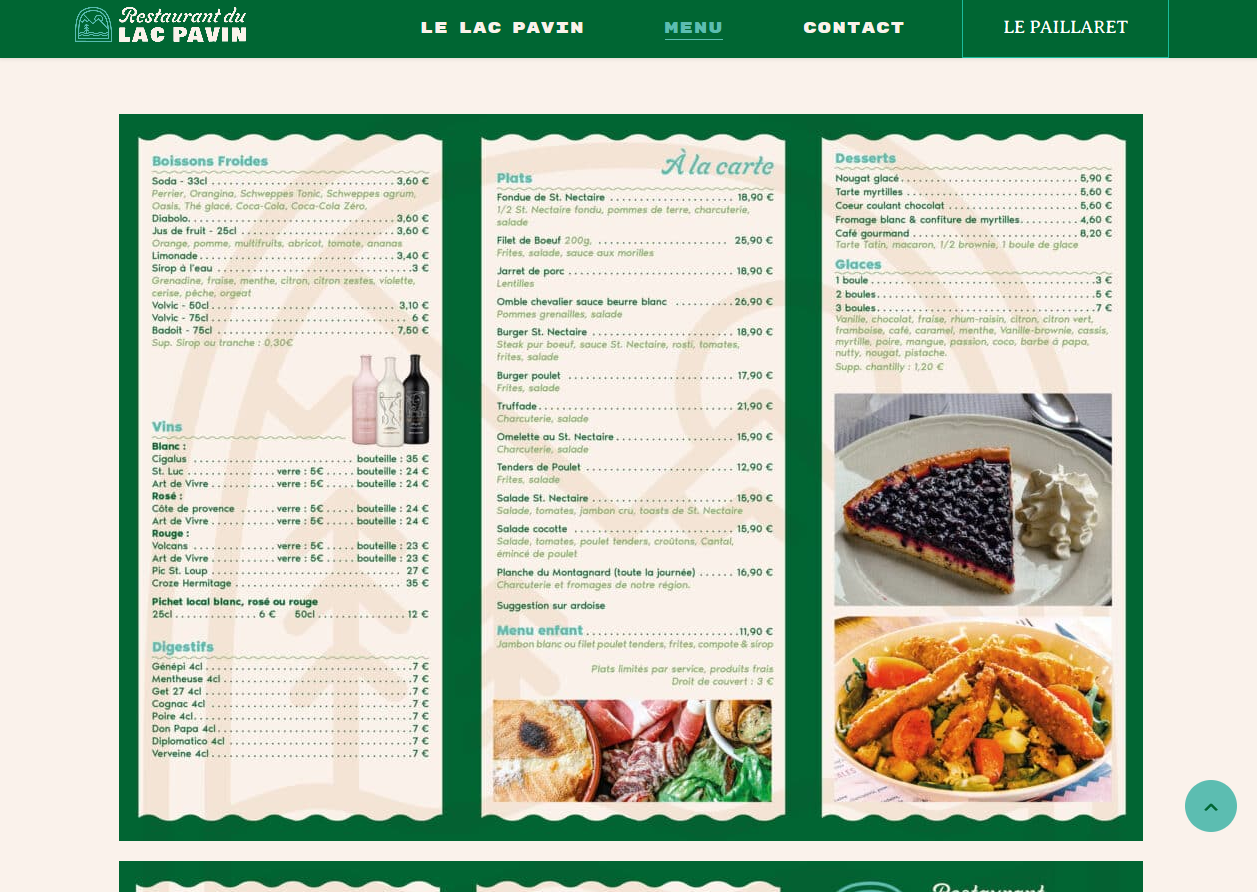 Restaurant du
LAC PAVIN
LE LAC PAVIN
MENU
CONTACT
LE PAILLARET
Boissons Froides
Soda - 33cl ........ 3,60 €
Perrier, Orangina, Schweppes Tonic, Schweppes agrum,
Oasis, Thé glacé, Coca-Cola, Coca-Cola Zéro,
Diabolo ........ 3,60 €
Jus de fruit - 25cl ........ 3,60 €
Orange, pomme, multifruits, abricot, tomate, ananas
Limonade ........ 3,40 €
Sirop à l'eau ........ 3 €
Grenadine, fraise, menthe, citron, citron zestes, violette,
cerise, pêche, orgeat
Volvic - 50cl ........ 3,10 €
Volvic - 75cl ........ 6 €
Badoit - 75cl ........ 7,50 €
Sup. Sirop ou tranche : 0,30€
Vins
Blanc :
Cigalus ........ bouteille : 35 €
St. Luc ........ verre : 5€ ..... bouteille : 24 €
Art de Vivre ........ verre : 5€ ..... bouteille : 24 €
Rosé :
Côte de provence ..... verre : 5€ ..... bouteille : 24 €
Art de Vivre ........ verre : 5€ ..... bouteille : 24 €
Rouge :
Volcans ........ verre : 5€ ..... bouteille : 23 €
Art de Vivre ........ verre : 5€ ..... bouteille : 23 €
Pic St. Loup ........ 27 €
Croze Hermitage ........ 35 €
Pichet local blanc, rosé ou rouge
25cl ........ 6 € 50cl ........ 12 €
Digestifs
Génépi 4cl ........ 7 €
Mentheuse 4cl ........ 7 €
Get 27 4cl ........ 7 €
Cognac 4cl ........ 7 €
Poire 4cl ........ 7 €
Don Papa 4cl ........ 7 €
Diplomatico 4cl ........ 7 €
Verveine 4cl ........ 7 €
À la carte
Plats
Fondue de St. Nectaire ........ 18,90 €
1/2 St. Nectaire fondu, pommes de terre, charcuterie,
salade
Filet de Boeuf 200g, ........ 25,90 €
Frites, salade, sauce aux morilles
Jarret de porc ........ 18,90 €
Lentilles
Omble chevalier sauce beurre blanc ........ 26,90 €
Pommes grenailles, salade
Burger St. Nectaire ........ 18,90 €
Steak pur boeuf, sauce St. Nectaire, rosti, tomates,
frites, salade
Burger poulet ........ 17,90 €
Frites, salade
Truffade ........ 21,90 €
Charcuterie, salade
Omelette au St. Nectaire ........ 15,90 €
Charcuterie, salade
Tenders de Poulet ........ 12,90 €
Frites, salade
Salade St. Nectaire ........ 15,90 €
Salade, tomates, jambon cru, toasts de St. Nectaire
Salade cocotte ........ 15,90 €
Salade, tomates, poulet tenders, croûtons, Cantal,
émincé de poulet
Planche du Montagnard (toute la journée) ...... 16,90 €
Charcuterie et fromages de notre région.
Suggestion sur ardoise
Menu enfant ........ 11,90 €
Jambon blanc ou filet poulet tenders, frites, compote & sirop
Plats limités par service, produits frais
Droit de couvert : 3 €
Desserts
Nougat glacé ........ 5,90 €
Tarte myrtilles ........ 5,60 €
Coeur coulant chocolat ........ 5,60 €
Fromage blanc & confiture de myrtilles ........ 4,60 €
Café gourmand ........ 8,20 €
Tarte Tatin, macaron, 1/2 brownie, 1 boule de glace
Glaces
1 boule ........ 3 €
2 boules ........ 5 €
3 boules ........ 7 €
Vanille, chocolat, fraise, rhum-raisin, citron, citron vert,
framboise, café, caramel, menthe, Vanille-brownie, cassis,
myrtille, poire, mangue, passion, coco, barbe à papa,
nutty, nougat, pistache.
Supp. chantilly : 1,20 €
Restaurant